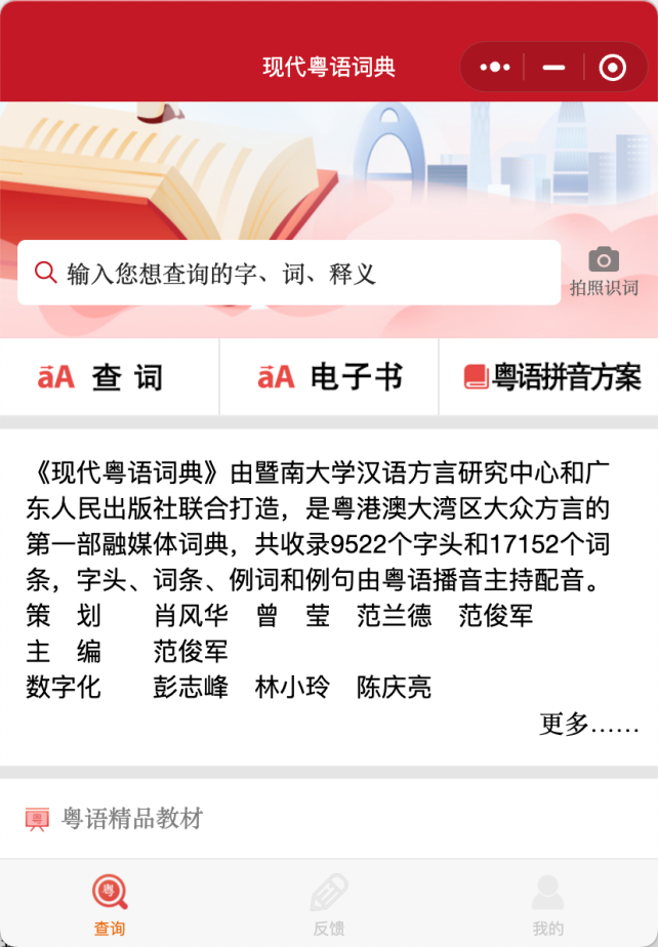 现代粤语词典
输入您想查询的字、词、释义
拍照识词
āA 查 词
āA 电子书
粤语拼音方案
《现代粤语词典》由暨南大学汉语方言研究中心和广
东人民出版社联合打造，是粤港澳大湾区大众方言的
第一部融媒体词典，共收录9522个字头和17152个词
条，字头、词条、例词和例句由粤语播音主持配音。
策　划　　肖风华　曾　莹　范兰德　范俊军
主　编　　范俊军
数字化　　彭志峰　林小玲　陈庆亮
更多……
粤 粤语精品教材
粤
查询
反馈
我的